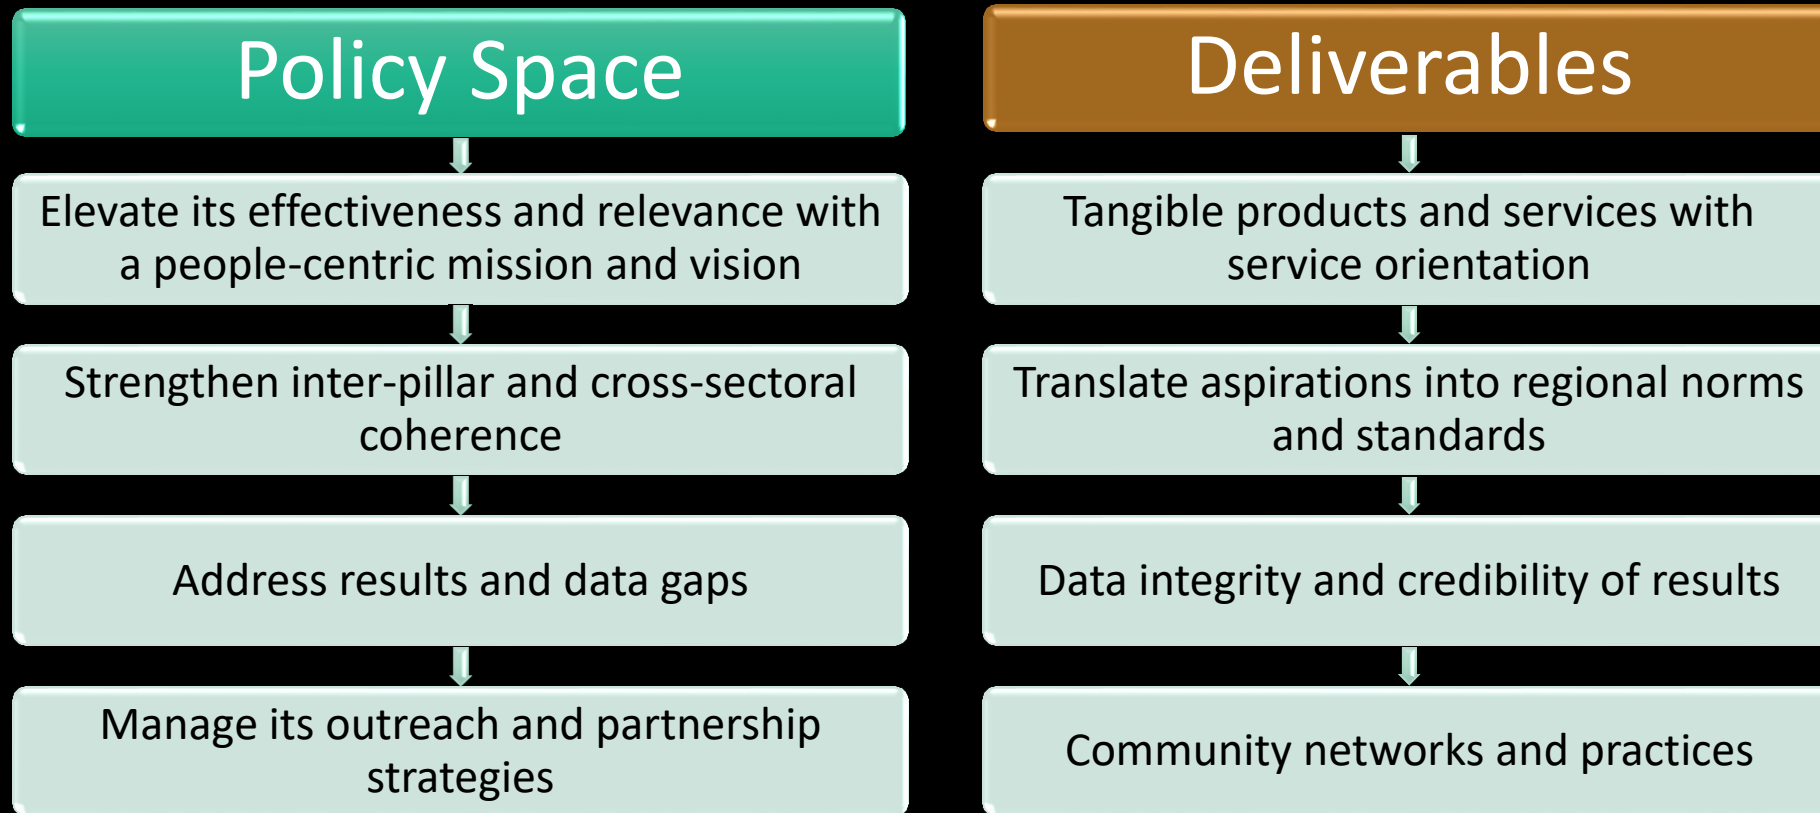 Policy Space
Elevate its effectiveness and relevance with
a people-centric mission and vision
Strengthen inter-pillar and cross-sectoral
coherence
Address results and data gaps
Manage its outreach and partnership
strategies
Deliverables
Tangible products and services with
service orientation
Translate aspirations into regional norms
and standards
Data integrity and credibility of results
Community networks and practices